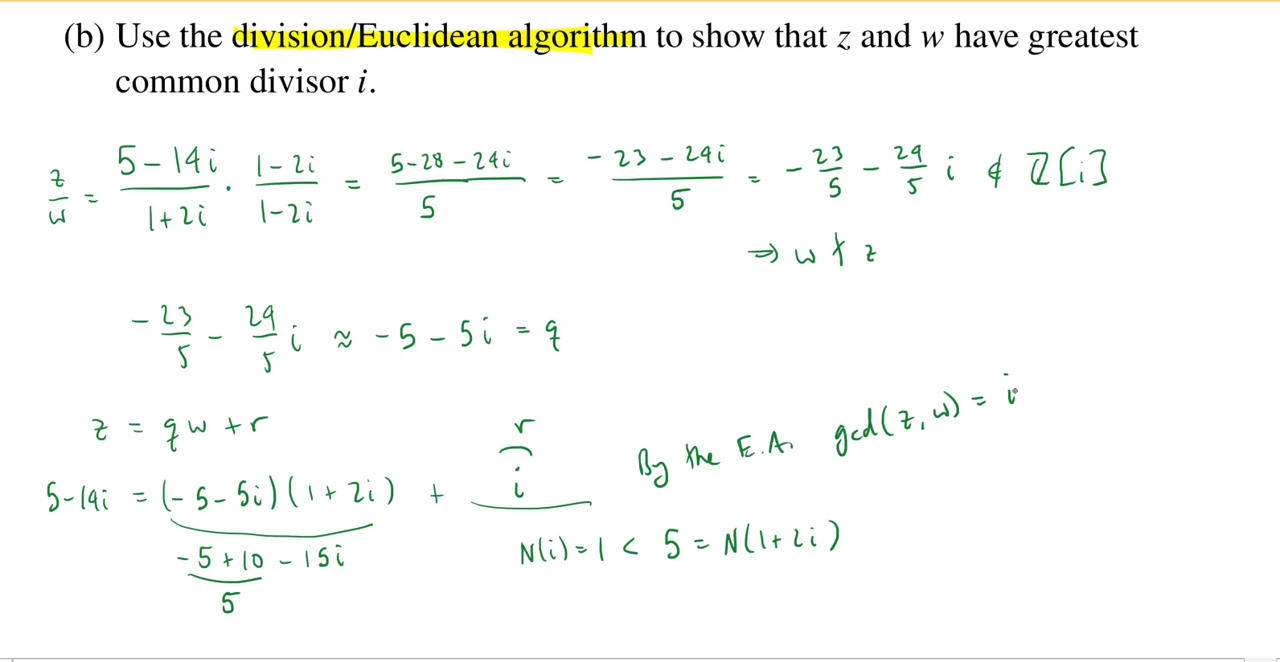 (b) Use the division/Euclidean algorithm to show that z and w have greatest
common divisor i.
z/w = (5 - 14i)/(1 + 2i) · (1 - 2i)/(1 - 2i) = (5 - 28 - 24i)/5 = (-23 - 24i)/5 = -23/5 - 24/5 i ∉ ℤ[i]
⇒ w ∤ z
-23/5 - 24/5 i ≈ -5 - 5i = q
z = qw + r
r
5 - 14i = (-5 - 5i)(1 + 2i) + i
By the E.A. gcd(z, w) = i
-5 + 10 - 15i
N(i) = 1 < 5 = N(1 + 2i)
5